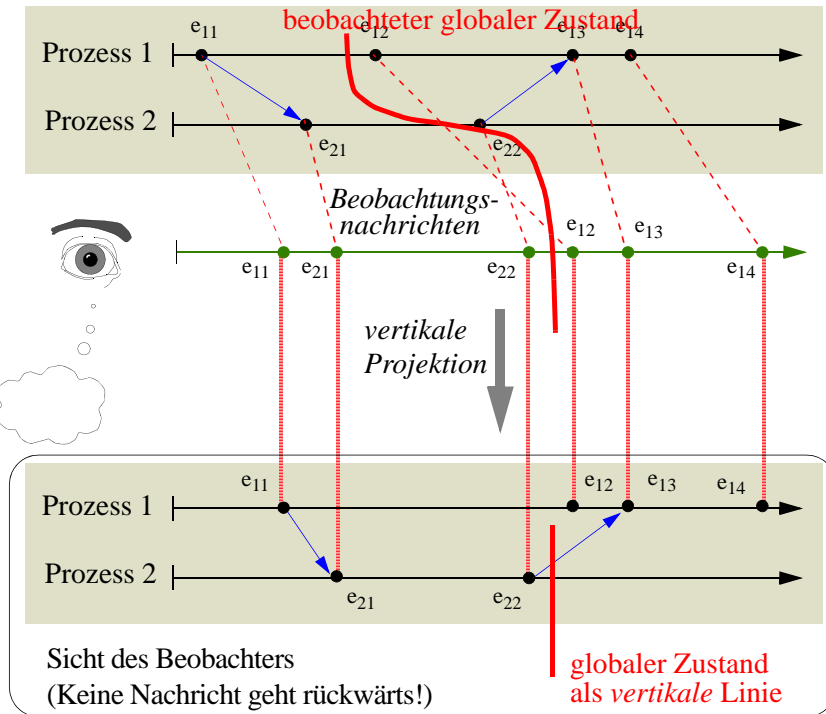 beobachteter globaler Zustand
e11 e12 e13 e14
Prozess 1
Prozess 2
e21 e22
Beobachtungs-
nachrichten
e12 e13
e11 e21 e22 e14
vertikale
Projektion
e11 e12 e13 e14
Prozess 1
Prozess 2
e21 e22
Sicht des Beobachters
(Keine Nachricht geht rückwärts!)
globaler Zustand
als vertikale Linie